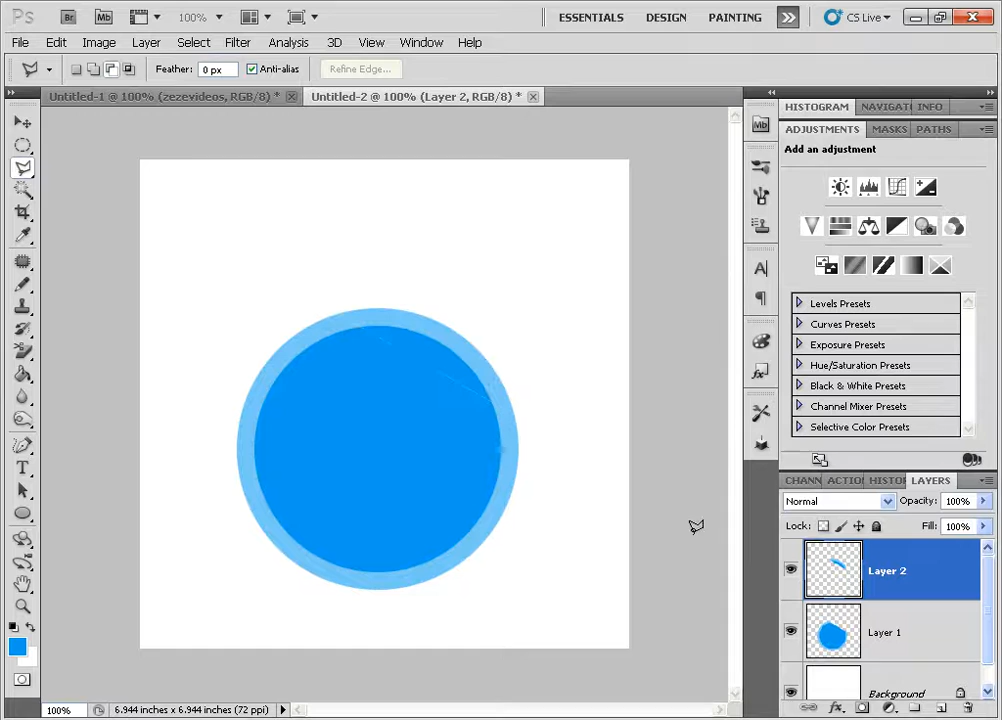 Ps Br Mb 100% ESSENTIALS DESIGN PAINTING CS Live
File Edit Image Layer Select Filter Analysis 3D View Window Help
Feather: 0 px Anti-alias Refine Edge...
Untitled-1 @ 100% (zezevideos, RGB/8) * Untitled-2 @ 100% (Layer 2, RGB/8) *
HISTOGRAM NAVIGAT INFO
ADJUSTMENTS MASKS PATHS
Add an adjustment
Levels Presets
Curves Presets
Exposure Presets
Hue/Saturation Presets
Black & White Presets
Channel Mixer Presets
Selective Color Presets
CHANN ACTIO HISTOR LAYERS
Normal Opacity: 100%
Lock: Fill: 100%
Layer 2
Layer 1
Background
100% 6.944 inches x 6.944 inches (72 ppi)